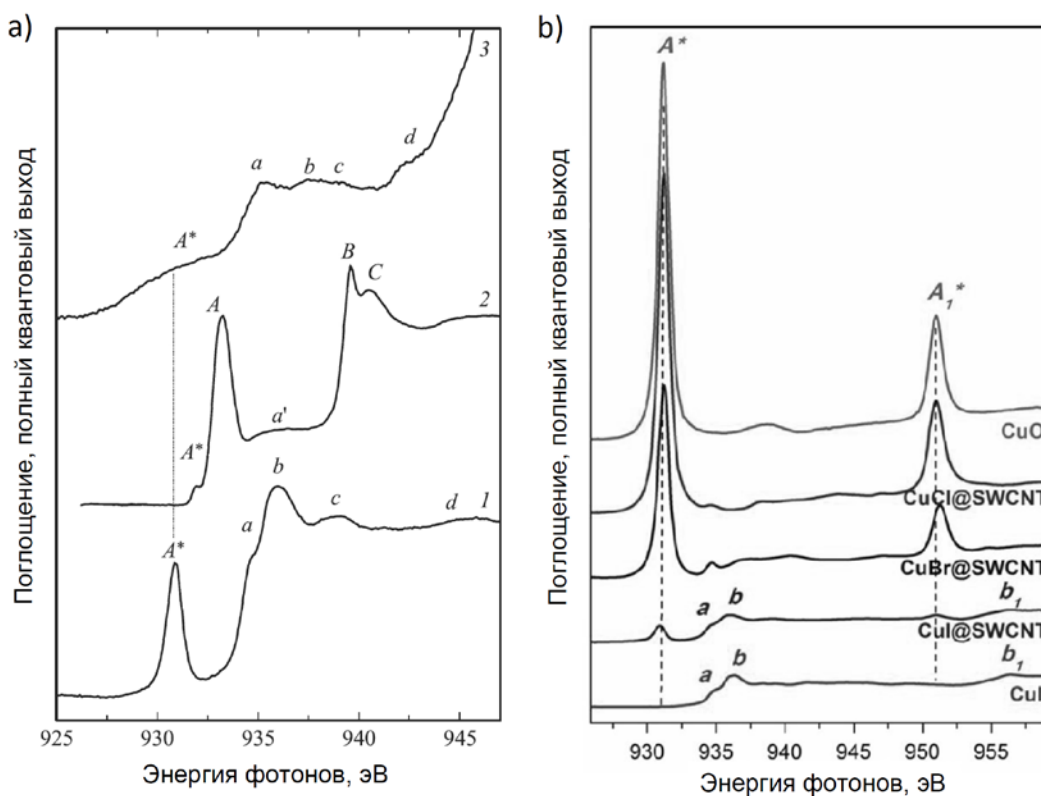 a)
Поглощение, полный квантовый выход
3
d
a
b
c
A*
B
C
A
2
a'
A*
b
d
1
c
a
A*
925
930
935
940
945
Энергия фотонов, эВ
b)
Поглощение, полный квантовый выход
A*
A₁*
CuO
CuCl@SWCNT
CuBr@SWCNT
a
b
b₁
CuI@SWCNT
a
b
b₁
CuI
930
935
940
945
950
955
Энергия фотонов, эВ